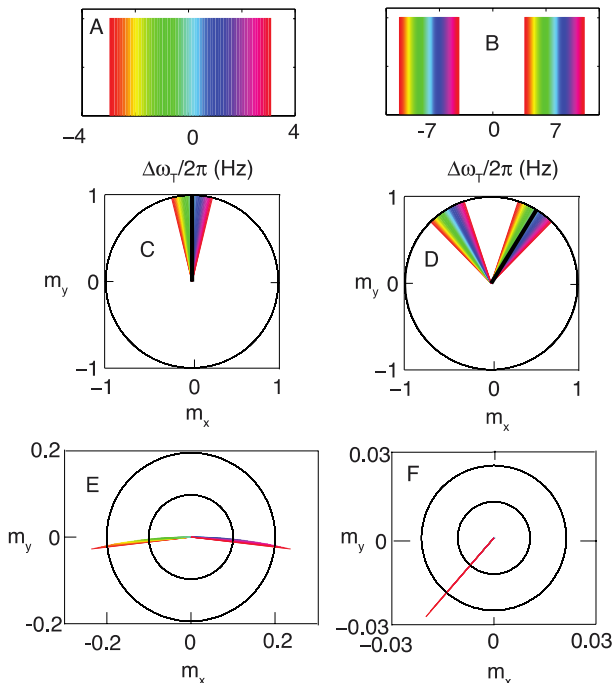 A
B
-4 0 4
-7 0 7
Δω_T/2π (Hz)
Δω_T/2π (Hz)
1
C
m_y 0
-1
-1 0 1
m_x
1
D
m_y 0
-1
-1 0 1
m_x
0.2
E
m_y 0
-0.2
-0.2 0 0.2
m_x
0.03
F
m_y 0
-0.03
-0.03 0 0.03
m_x